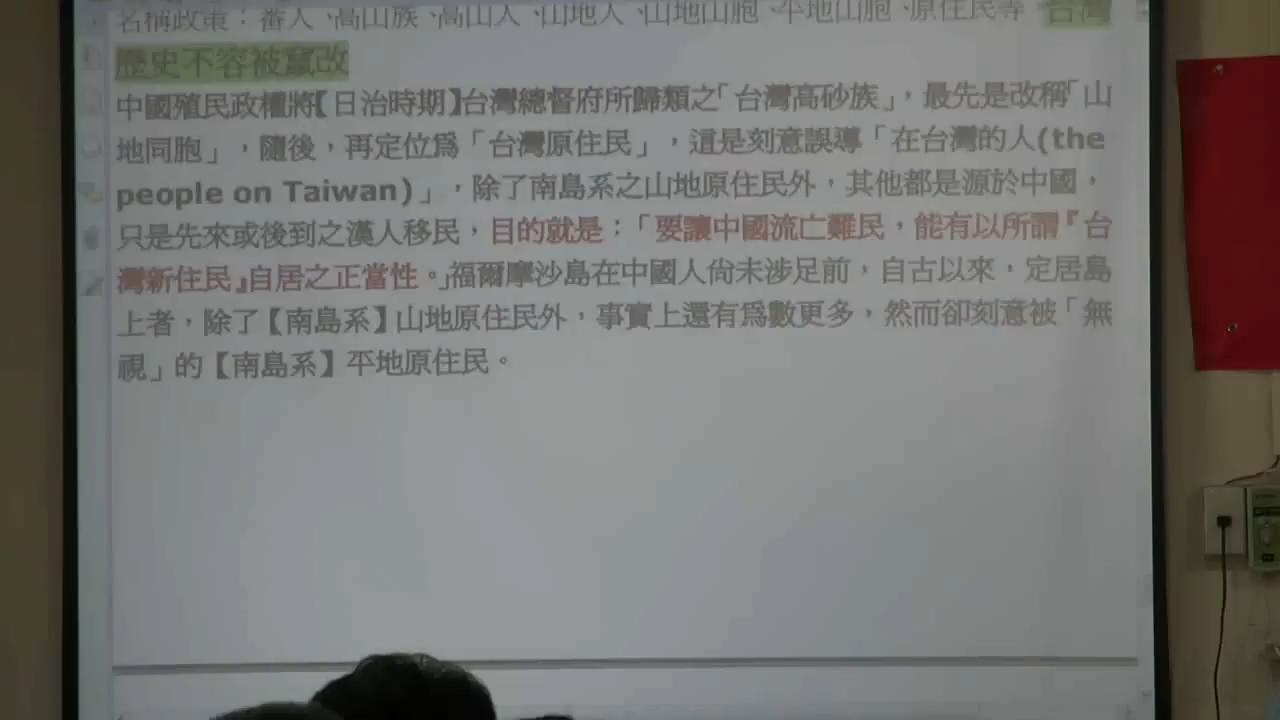 名稱政策：番人、高山族、高山人、山地人、山地山胞、平地山胞、原住民等 台灣
歷史不容被竄改
中國殖民政權將【日治時期】台灣總督府所歸類之「台灣高砂族」，最先是改稱「山
地同胞」，隨後，再定位為「台灣原住民」，這是刻意誤導「在台灣的人(the
people on Taiwan)」，除了南島系之山地原住民外，其他都是源於中國，
只是先來或後到之漢人移民，目的就是：「要讓中國流亡難民，能有以所謂『台
灣新住民』自居之正當性。」福爾摩沙島在中國人尚未涉足前，自古以來，定居島
上者，除了【南島系】山地原住民外，事實上還有為數更多，然而卻刻意被「無
視」的【南島系】平地原住民。